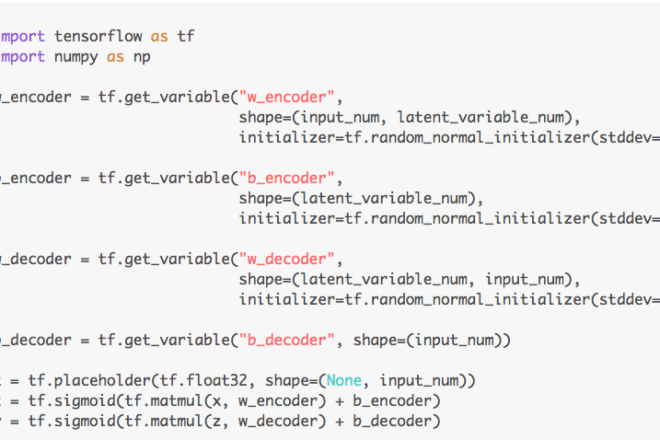 mport tensorflow as tf
mport numpy as np
_encoder = tf.get_variable("w_encoder",
shape=(input_num, latent_variable_num),
initializer=tf.random_normal_initializer(stddev=
_encoder = tf.get_variable("b_encoder",
shape=(latent_variable_num),
initializer=tf.random_normal_initializer(stddev=
_decoder = tf.get_variable("w_decoder",
shape=(latent_variable_num, input_num),
initializer=tf.random_normal_initializer(stddev=
_decoder = tf.get_variable("b_decoder", shape=(input_num))
= tf.placeholder(tf.float32, shape=(None, input_num))
= tf.sigmoid(tf.matmul(x, w_encoder) + b_encoder)
= tf.sigmoid(tf.matmul(z, w_decoder) + b_decoder)